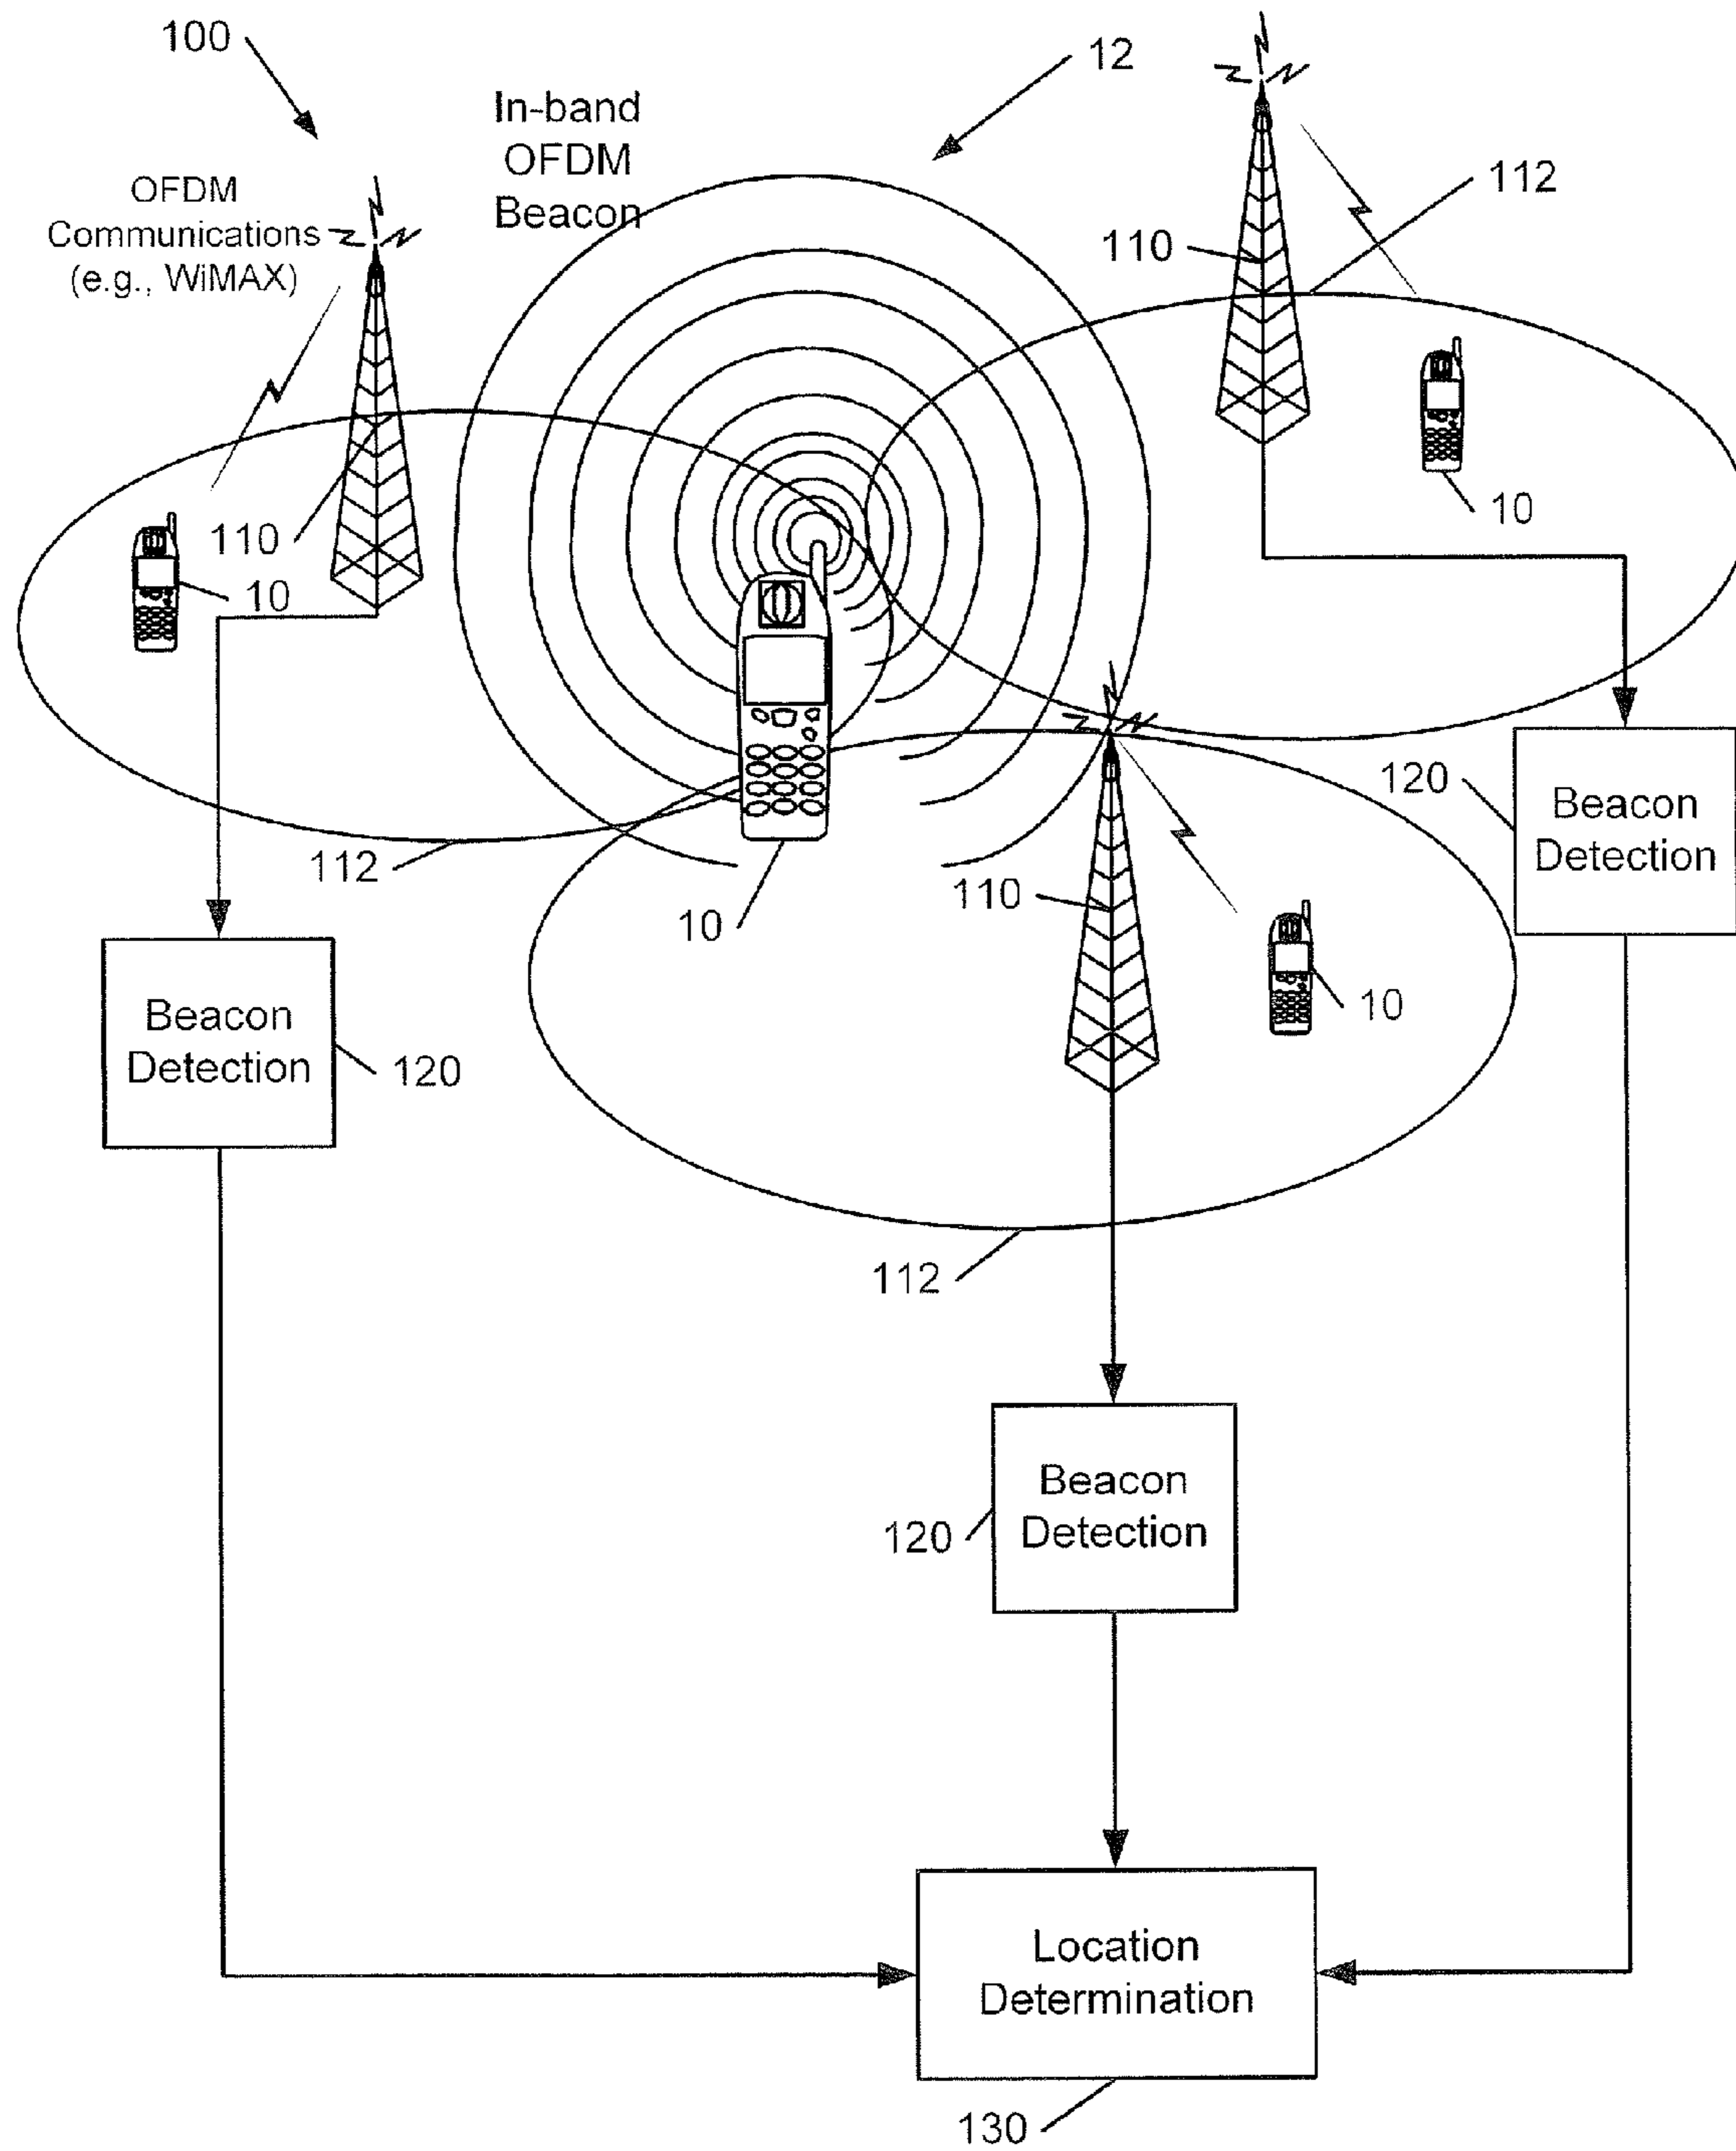 100
12
In-band
OFDM
Beacon
OFDM
Communications
(e.g., WiMAX)
112
110
110
10
10
120
Beacon
Detection
112
110
10
10
Beacon
Detection
120
112
Beacon
Detection
120
Location
Determination
130